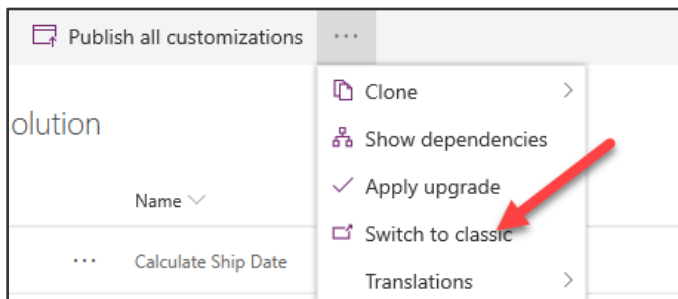 Publish all customizations ...
Clone
olution
Show dependencies
Apply upgrade
Name
Switch to classic
... Calculate Ship Date
Translations